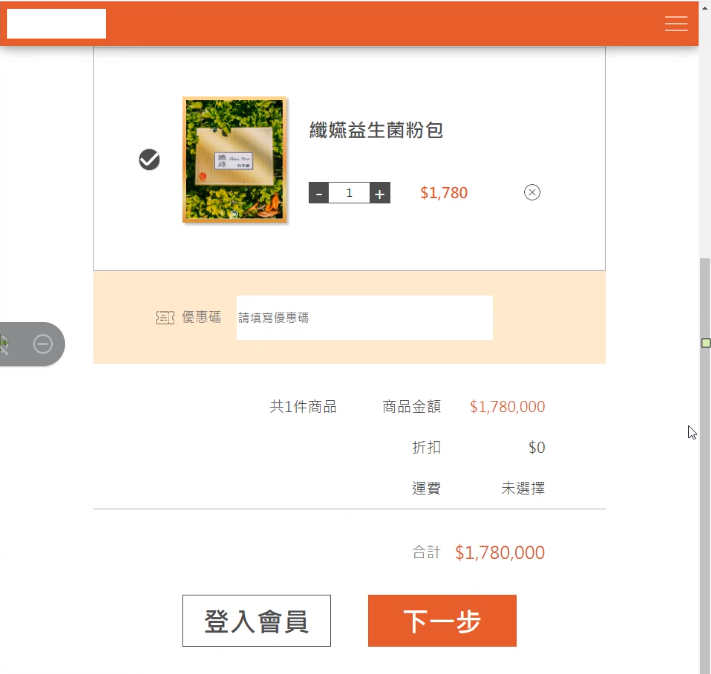 纖嬿益生菌粉包
- 1 + $1,780
優惠碼 請填寫優惠碼
共1件商品 商品金額 $1,780,000
折扣 $0
運費 未選擇
合計 $1,780,000
登入會員 下一步